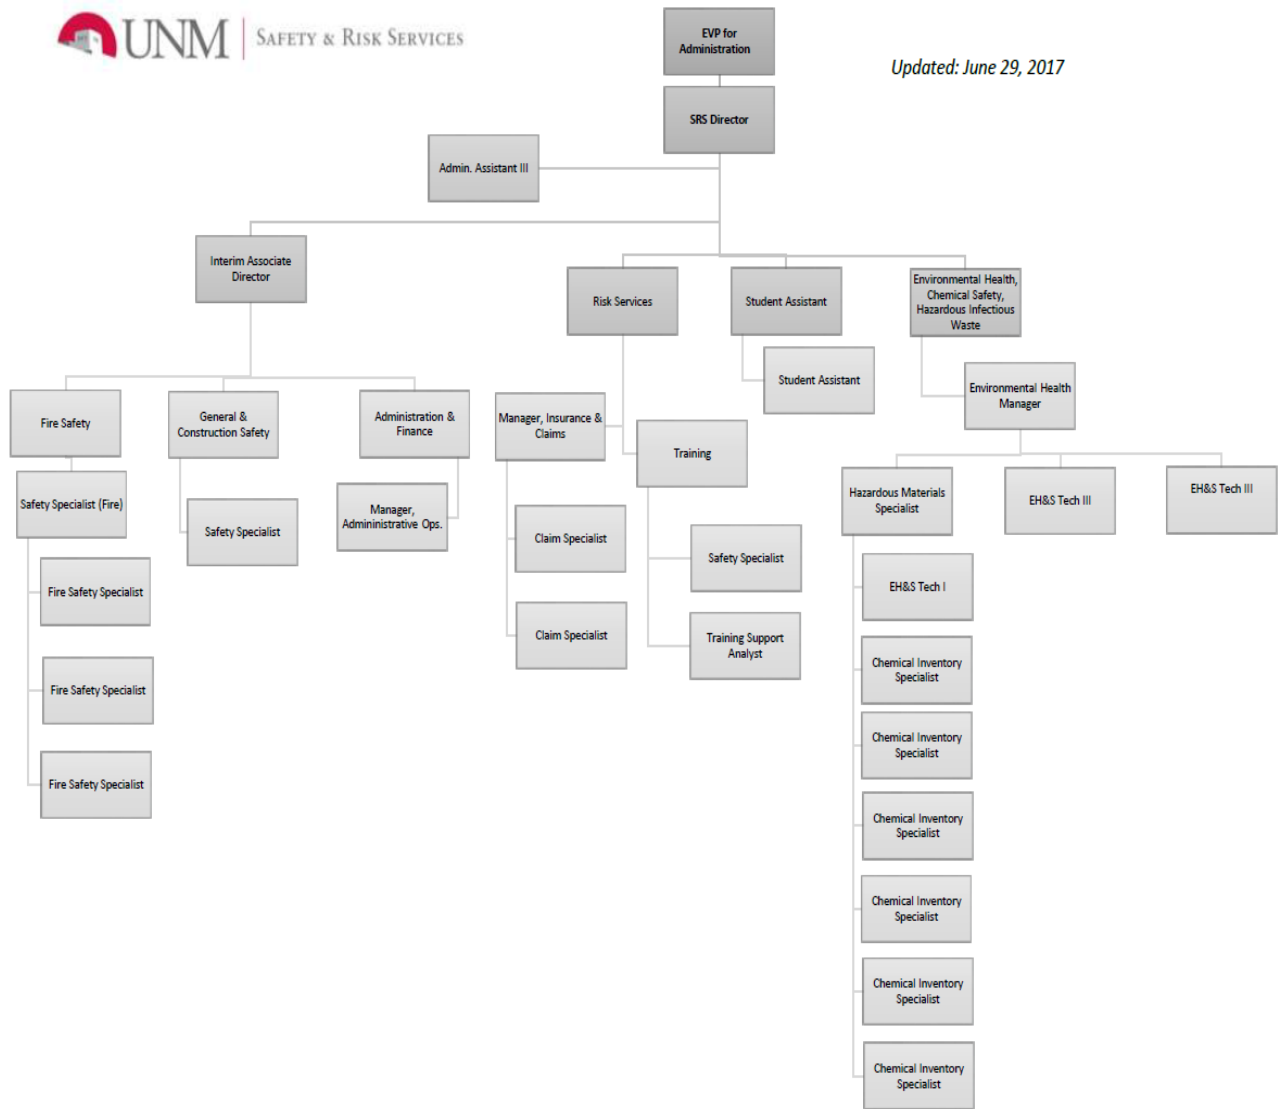 UNM SAFETY & RISK SERVICES
EVP for
Administration
Updated: June 29, 2017
SRS Director
Admin. Assistant III
Interim Associate
Director
Risk Services
Student Assistant
Environmental Health,
Chemical Safety,
Hazardous Infectious
Waste
Student Assistant
Environmental Health
Manager
Fire Safety
General &
Construction Safety
Administration &
Finance
Manager, Insurance &
Claims
Training
Safety Specialist (Fire)
Safety Specialist
Manager,
Admininistrative Ops.
Hazardous Materials
Specialist
EH&S Tech III
EH&S Tech III
Claim Specialist
Safety Specialist
Fire Safety Specialist
EH&S Tech I
Claim Specialist
Training Support
Analyst
Fire Safety Specialist
Chemical Inventory
Specialist
Chemical Inventory
Specialist
Fire Safety Specialist
Chemical Inventory
Specialist
Chemical Inventory
Specialist
Chemical Inventory
Specialist
Chemical Inventory
Specialist